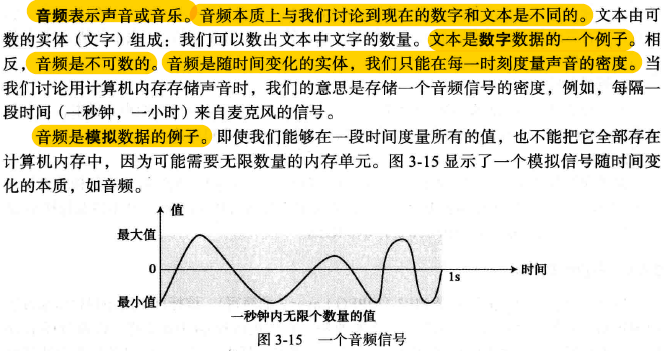 音频表示声音或音乐。音频本质上与我们讨论到现在的数字和文本是不同的。文本由可
数的实体（文字）组成：我们可以数出文本中文字的数量。文本是数字数据的一个例子。相
反，音频是不可数的。音频是随时间变化的实体，我们只能在每一时刻度量声音的密度。当
我们讨论用计算机内存存储声音时，我们的意思是存储一个音频信号的密度，例如，每隔一
段时间（一秒钟，一小时）来自麦克风的信号。
音频是模拟数据的例子。即使我们能够在一段时间度量所有的值，也不能把它全部存在
计算机内存中，因为可能需要无限数量的内存单元。图 3-15 显示了一个模拟信号随时间变
化的本质，如音频。
值
最大值
0
时间
1s
最小值
一秒钟内无限个数量的值
图 3-15 一个音频信号